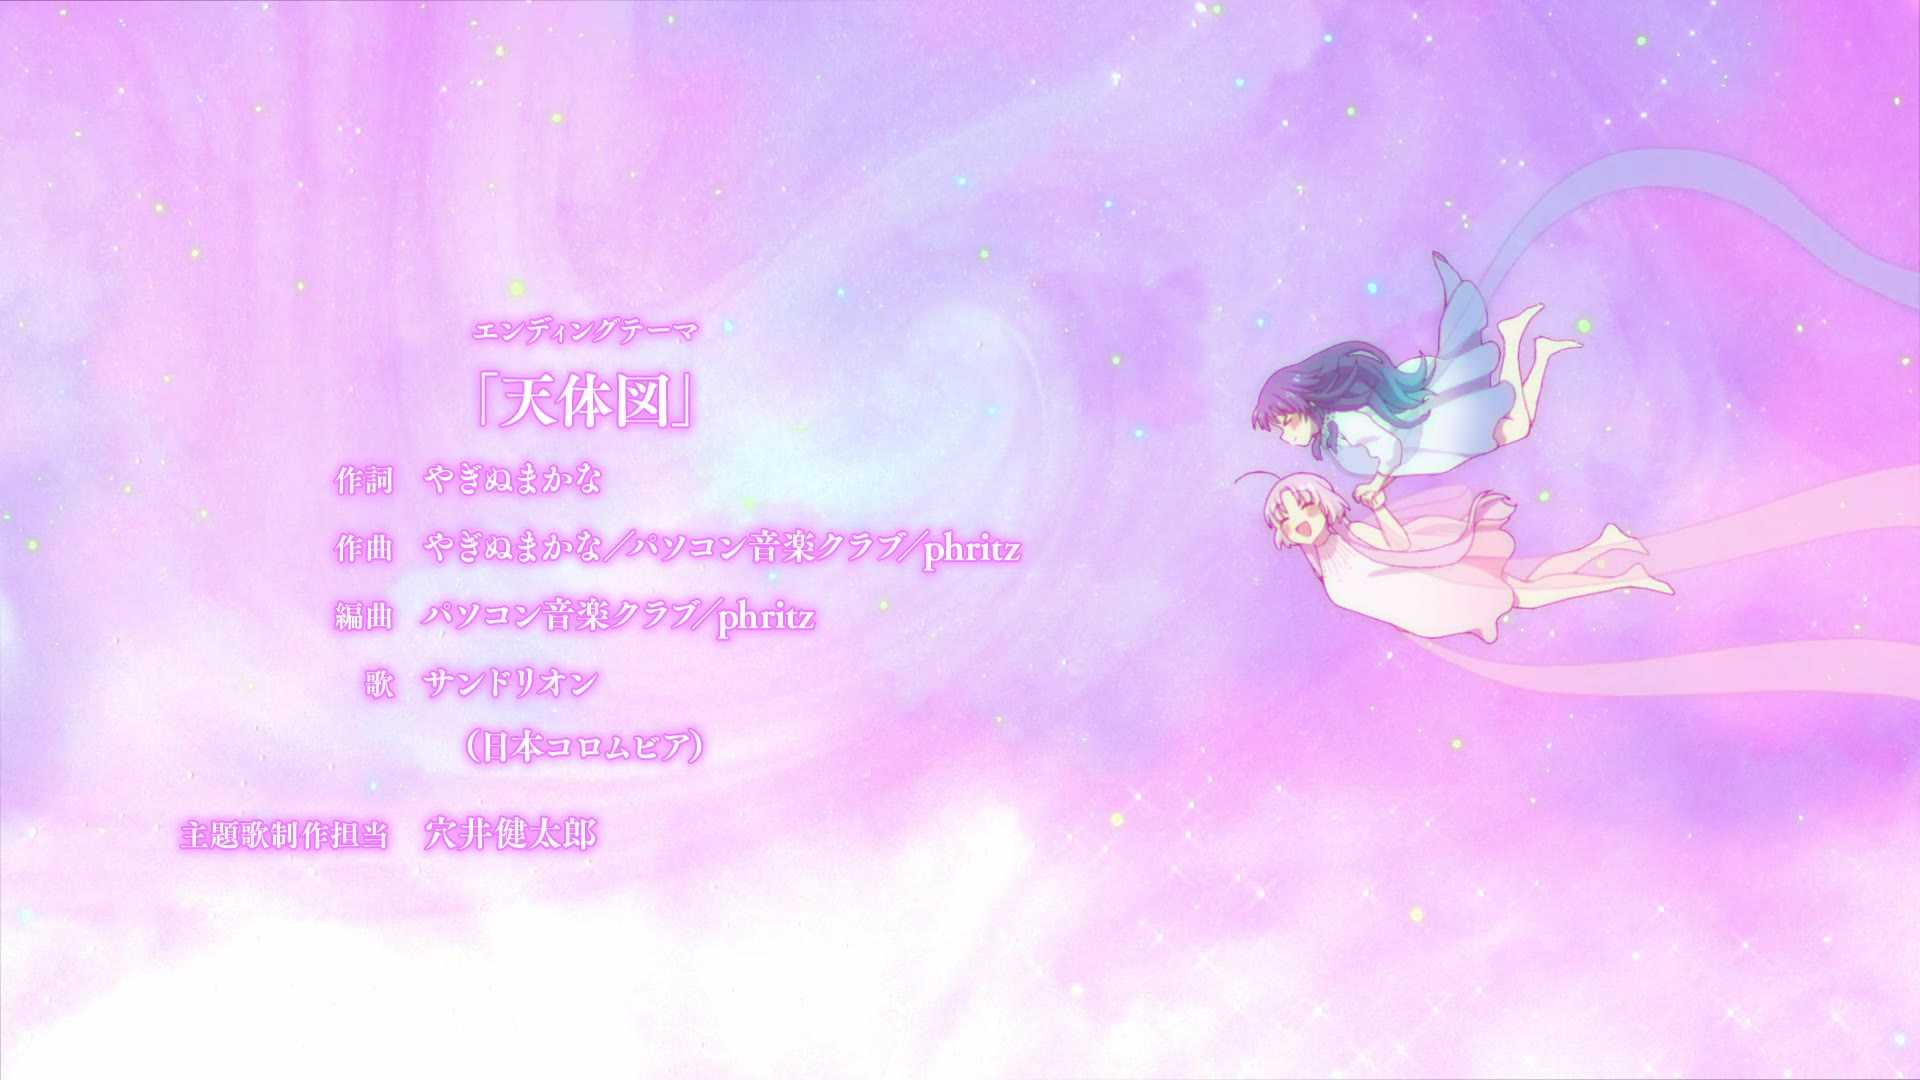 エンディングテーマ
「天体図」
作詞 やぎぬまかな
作曲 やぎぬまかな／パソコン音楽クラブ／phritz
編曲 パソコン音楽クラブ／phritz
歌 サンドリオン
（日本コロムビア）
主題歌制作担当 穴井健太郎